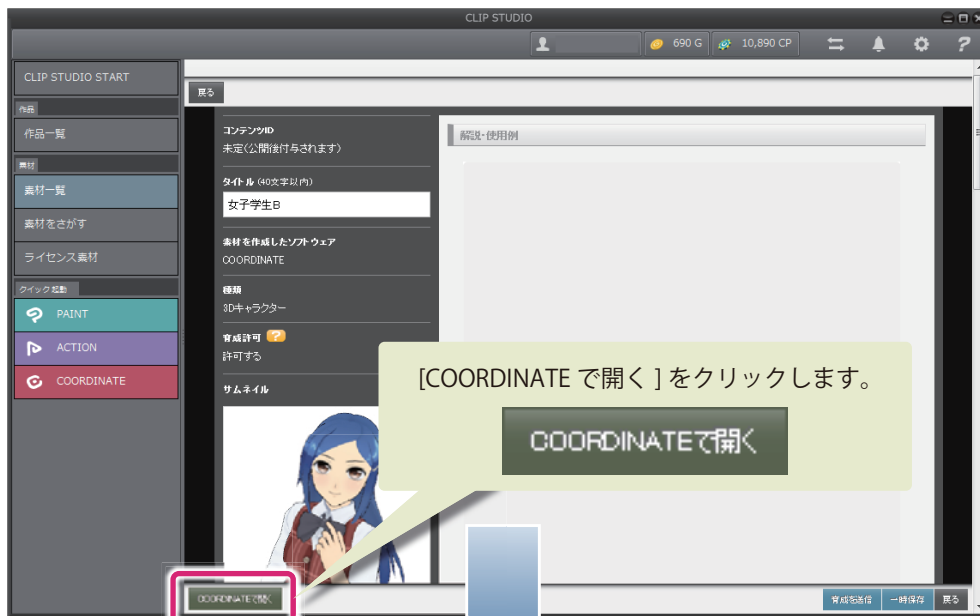 CLIP STUDIO
690 G
10,890 CP
?
CLIP STUDIO START
作品
作品一覧
素材
素材一覧
素材をさがす
ライセンス素材
クイック起動
PAINT
ACTION
COORDINATE
戻る
コンテンツID
未定(公開後付与されます)
タイトル (40文字以内)
女子学生B
素材を作成したソフトウェア
COORDINATE
種類
3Dキャラクター
育成許可 ?
許可する
サムネイル
解説・使用例
[COORDINATE で開く ] をクリックします。
COORDINATEで開く
COORDINATEで開く
育成を送信
一時保存
戻る